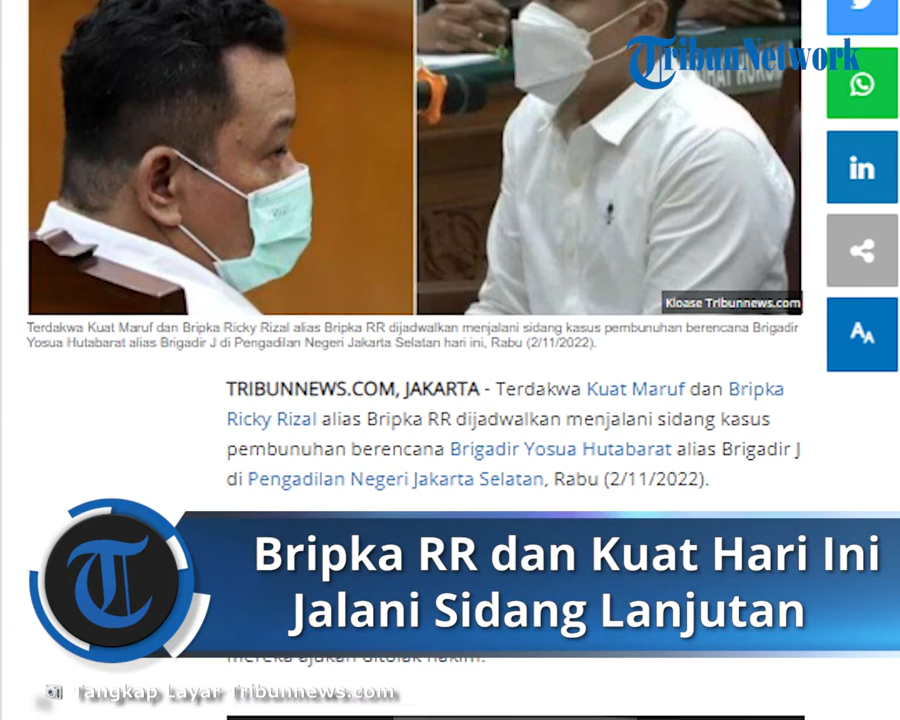 TribunNetwork
Kloase Tribunnews.com
Terdakwa Kuat Maruf dan Bripka Ricky Rizal alias Bripka RR dijadwalkan menjalani sidang kasus pembunuhan berencana Brigadir
Yosua Hutabarat alias Brigadir J di Pengadilan Negeri Jakarta Selatan hari ini, Rabu (2/11/2022).
TRIBUNNEWS.COM, JAKARTA - Terdakwa Kuat Maruf dan Bripka
Ricky Rizal alias Bripka RR dijadwalkan menjalani sidang kasus
pembunuhan berencana Brigadir Yosua Hutabarat alias Brigadir J
di Pengadilan Negeri Jakarta Selatan, Rabu (2/11/2022).
Bripka RR dan Kuat Hari Ini
Jalani Sidang Lanjutan
mereka ajukan ditolak hakim.
Tangkap Layar Tribunnews.com